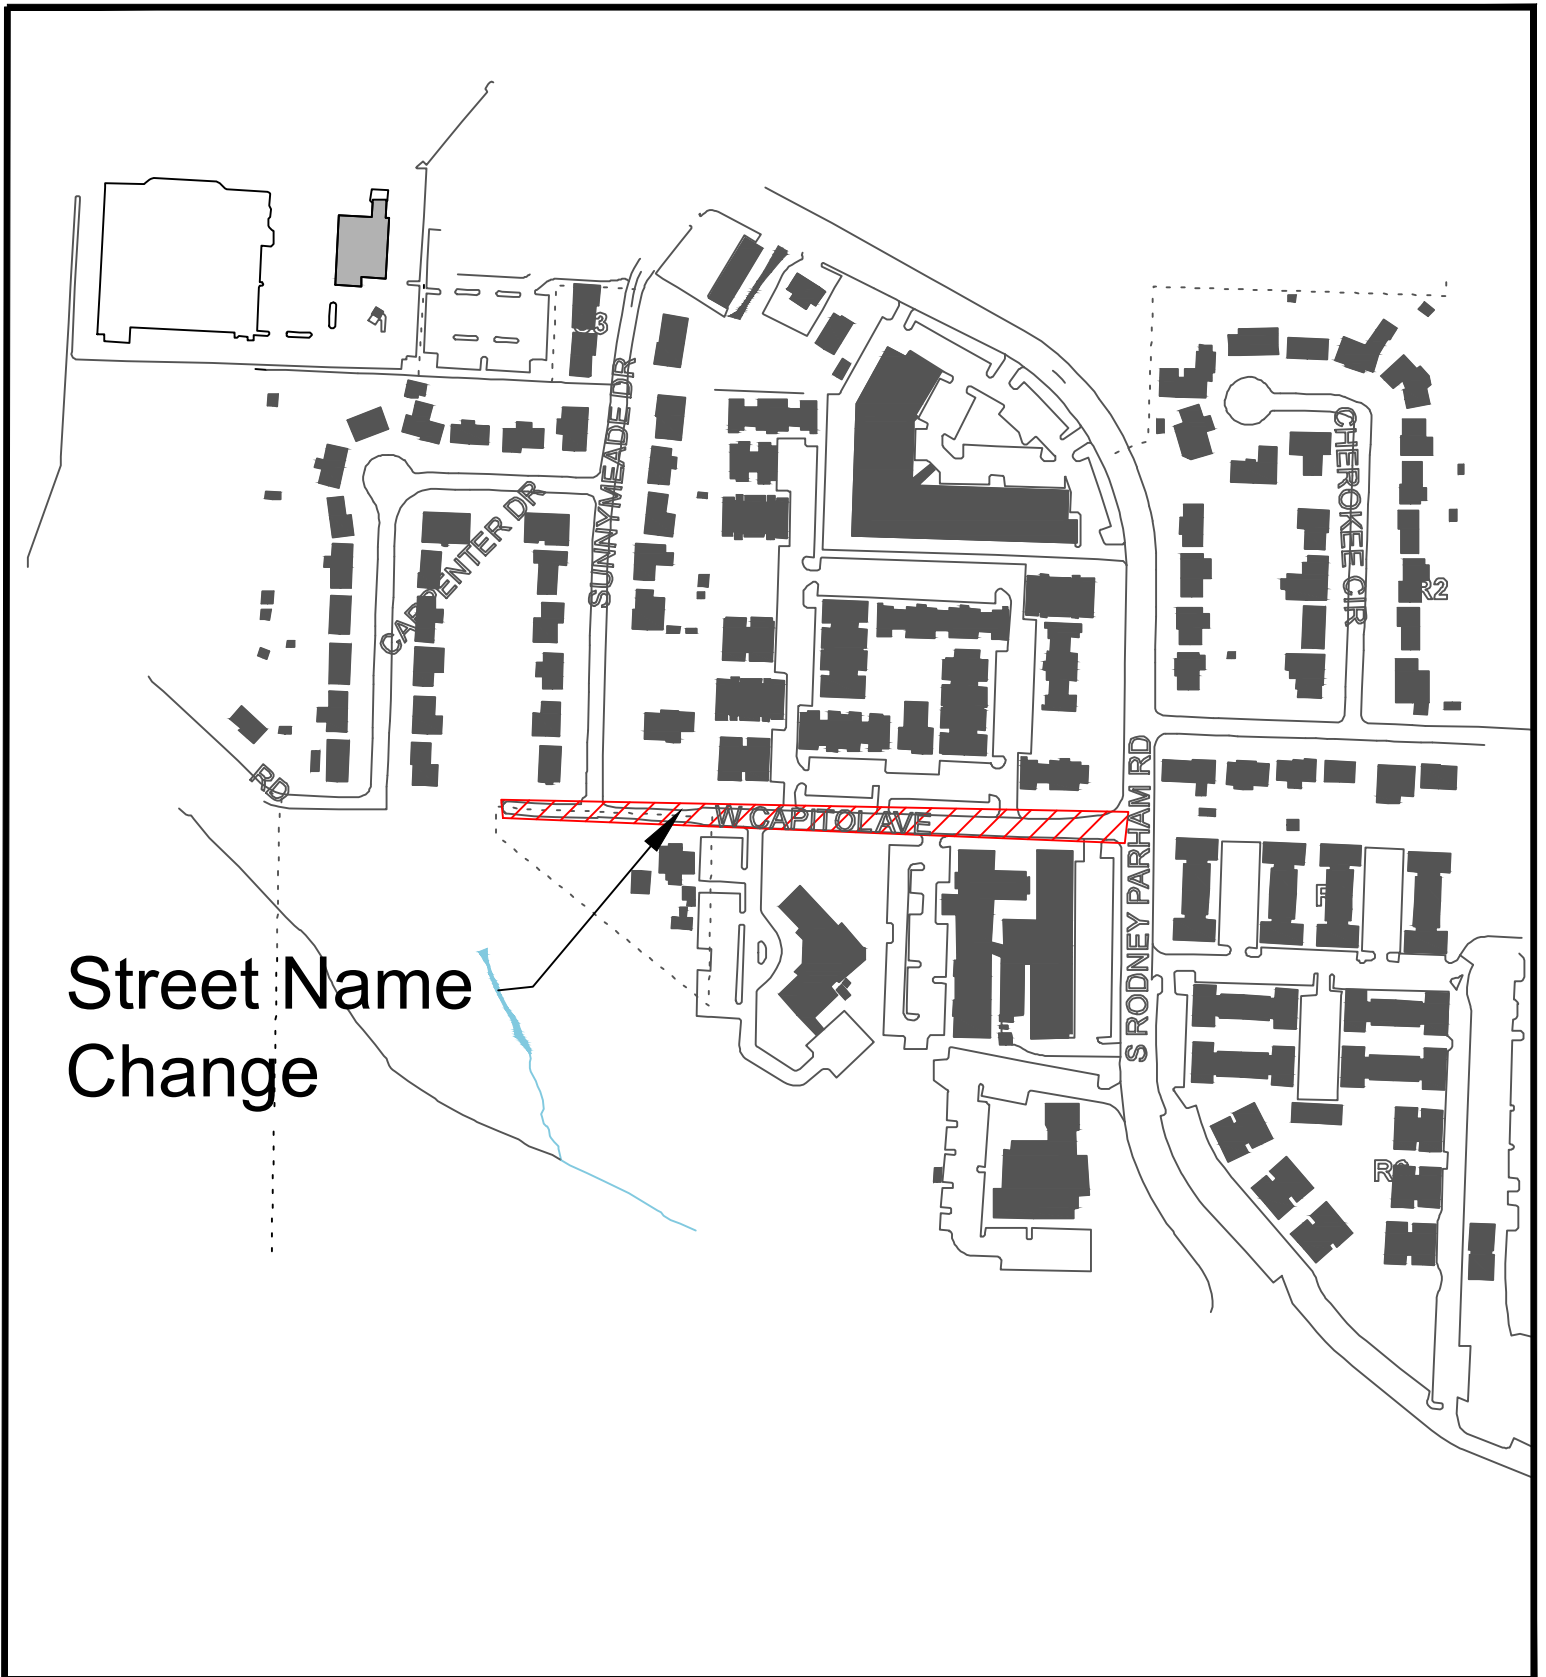 SUNNYMEADE DR
CHEROKEE CIR
CARPENTER DR
R2
RD
W CAPITOL AVE
S RODNEY PARHAM RD
Street Name
Change